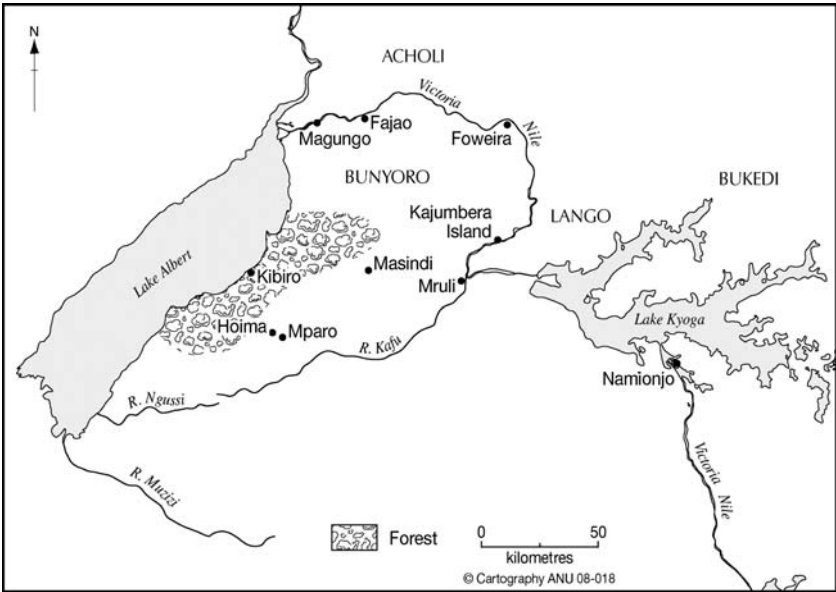 N
ACHOLI
Victoria
Nile
Fajao
Magungo
Foweira
BUNYORO
BUKEDI
LANGO
Kajumbera
Island
Lake Albert
Masindi
Kibiro
Mruli
Lake Kyoga
Hoima
Mparo
R. Kafu
Namionjo
R. Ngussi
R. Muzizi
Victoria Nile
Forest
0
50
kilometres
© Cartography ANU 08-018